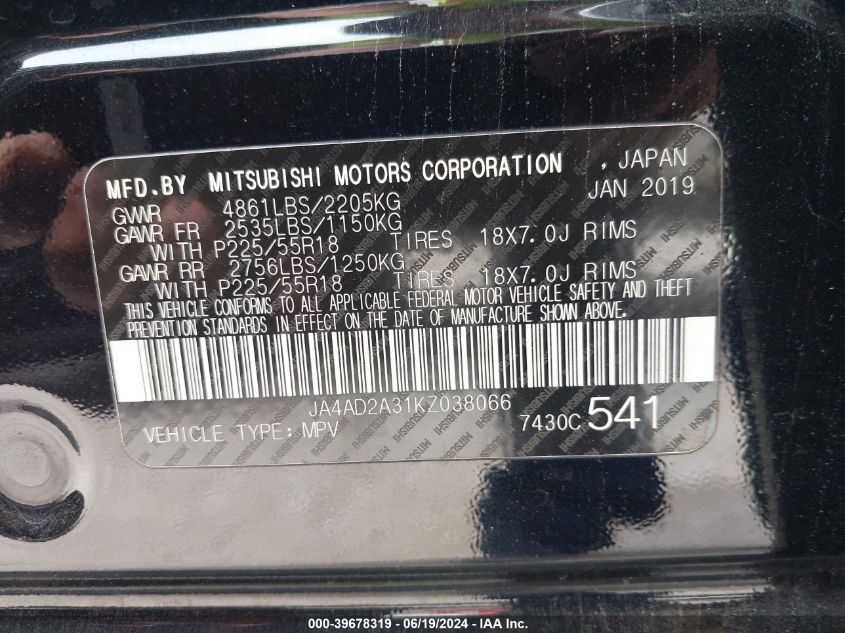 MFD.BY MITSUBISHI MOTORS CORPORATION , JAPAN
JAN 2019
GVWR 4861LBS/2205KG
GAWR FR 2535LBS/1150KG
WITH P225/55R18 TIRES 18X7.0J RIMS
GAWR RR 2756LBS/1250KG
WITH P225/55R18 TIRES 18X7.0J RIMS
THIS VEHICLE CONFORMS TO ALL APPLICABLE FEDERAL MOTOR VEHICLE SAFETY AND THEFT
PREVENTION STANDARDS IN EFFECT ON THE DATE OF MANUFACTURE SHOWN ABOVE.
JA4AD2A31KZ038066
VEHICLE TYPE: MPV 7430C 541
000-39678319 / 06/19/2024 - IAA Inc.